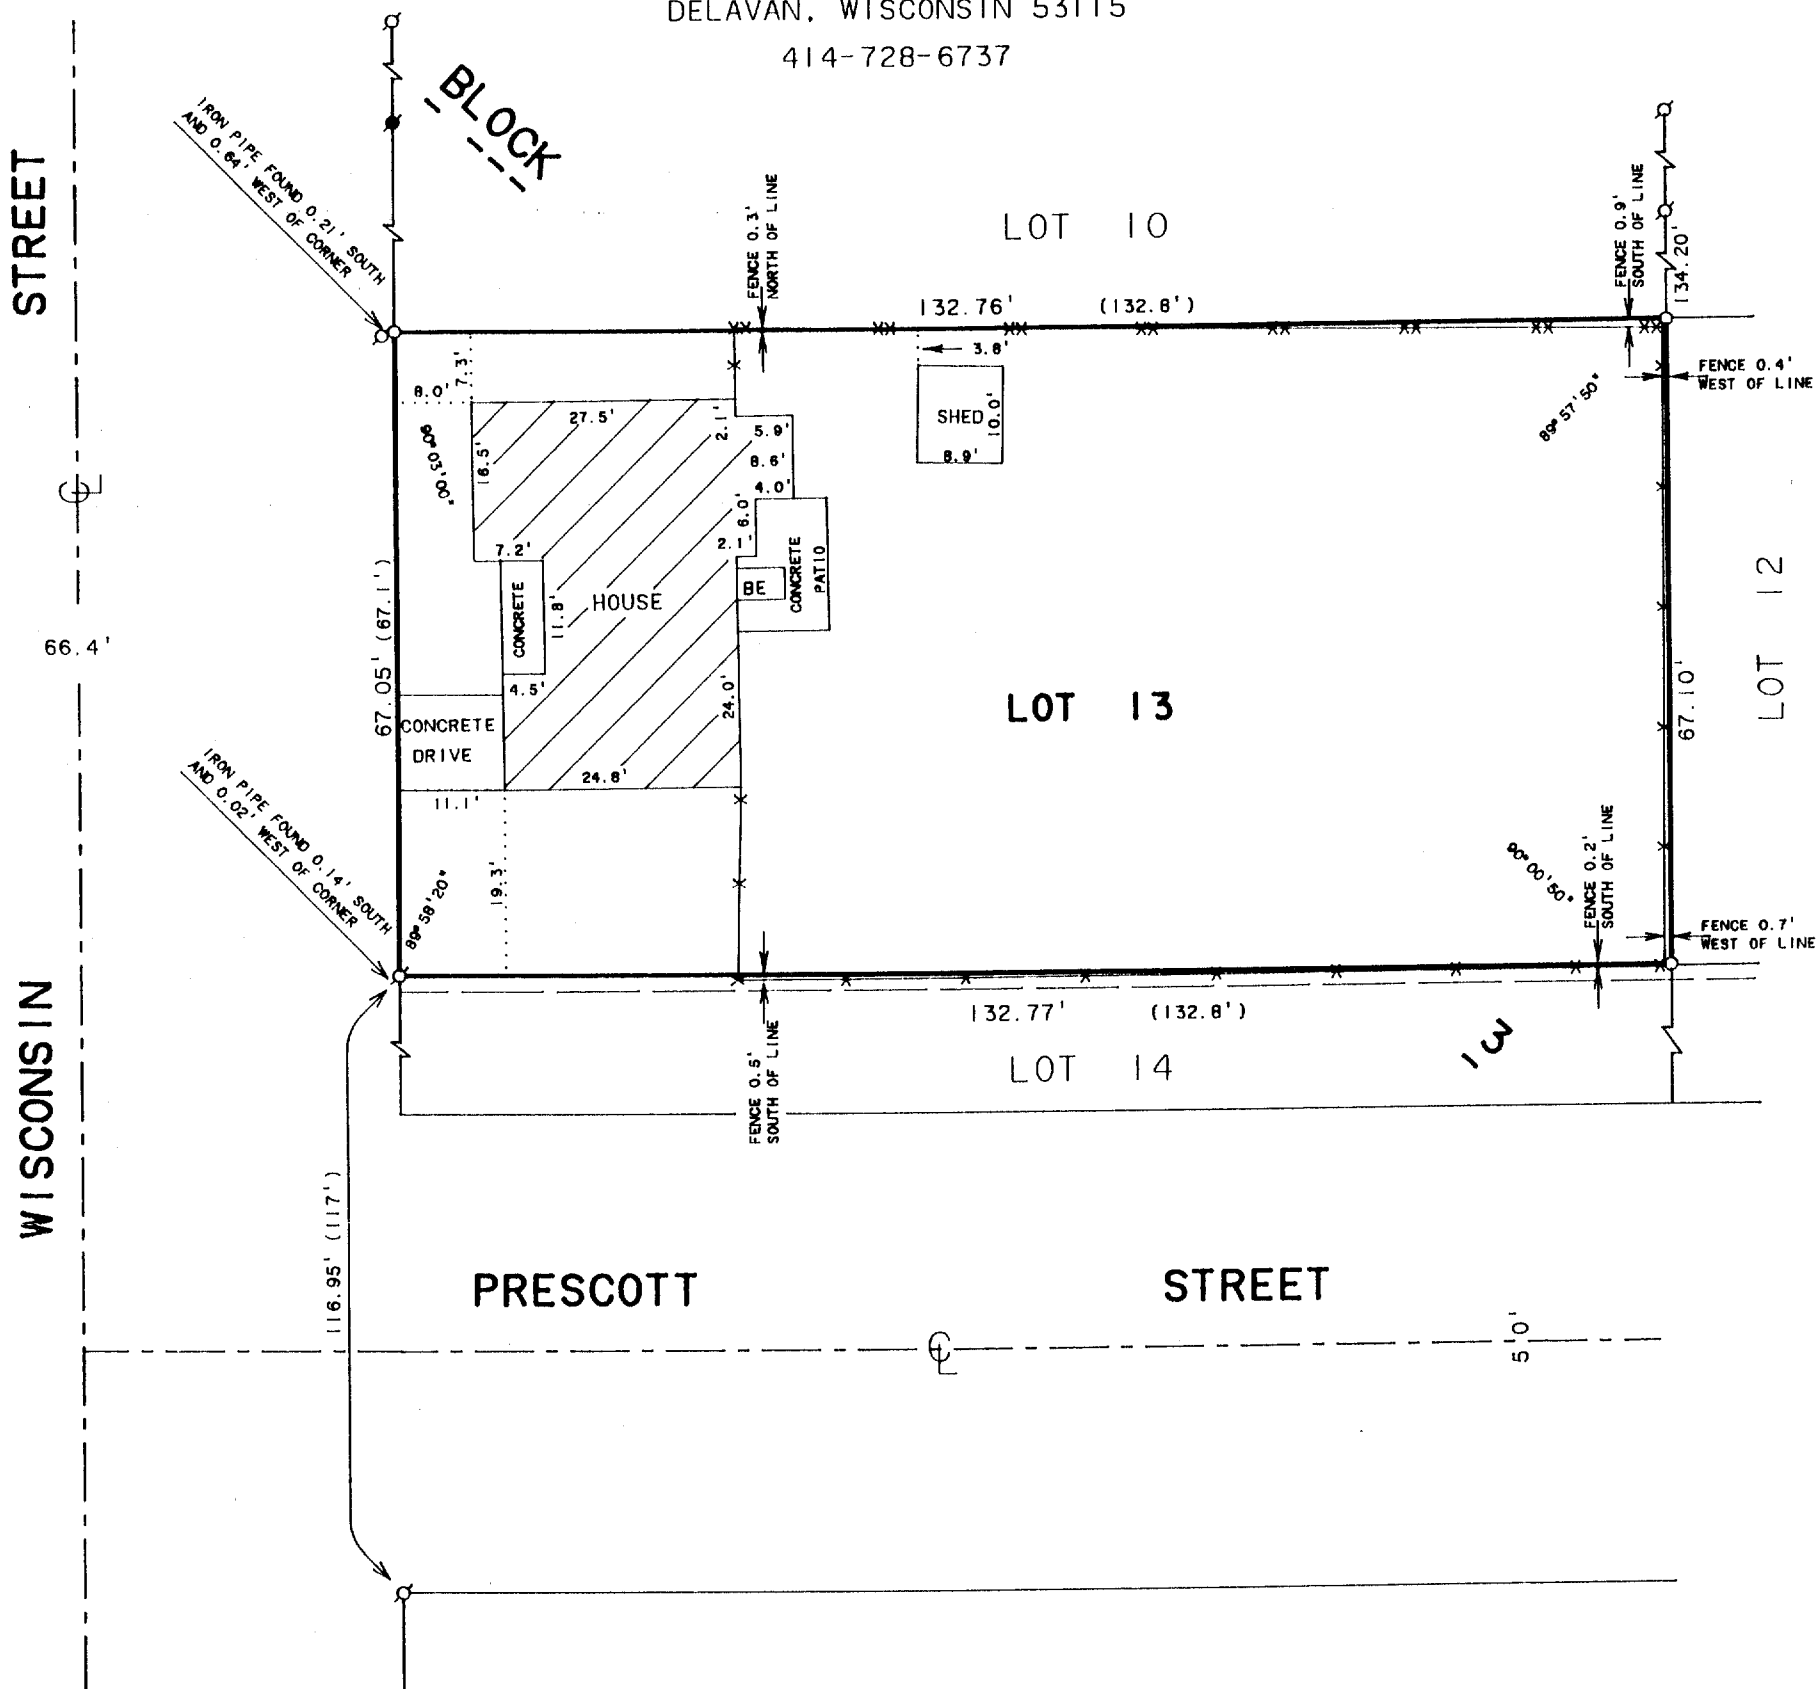 DELAVAN, WISCONSIN 53115
414-728-6737
BLOCK
STREET
IRON PIPE FOUND 0.21' SOUTH
AND 0.64' WEST OF CORNER
FENCE 0.3'
NORTH OF LINE
LOT 10
FENCE 0.9'
SOUTH OF LINE
134.20'
132.76' (132.8')
3.8'
FENCE 0.4'
WEST OF LINE
7.3'
8.0'
27.5'
2.1'
5.9'
SHED
10.0'
8.9'
89°57'50"
90°03'00"
16.5'
8.6'
4.0'
6.0'
2.1'
7.2'
CONCRETE
PATIO
BE
HOUSE
CONCRETE
11.8'
67.05' (67.1')
66.4'
LOT 12
4.5'
24.0'
LOT 13
67.10'
CONCRETE
DRIVE
24.8'
11.1'
IRON PIPE FOUND 0.14' SOUTH
AND 0.02' WEST OF CORNER
19.3'
89°58'20"
90°00'50"
FENCE 0.2'
SOUTH OF LINE
FENCE 0.7'
WEST OF LINE
132.77' (132.8')
13
FENCE 0.5'
SOUTH OF LINE
LOT 14
WISCONSIN
116.95' (117')
PRESCOTT STREET
CL
CL
50'